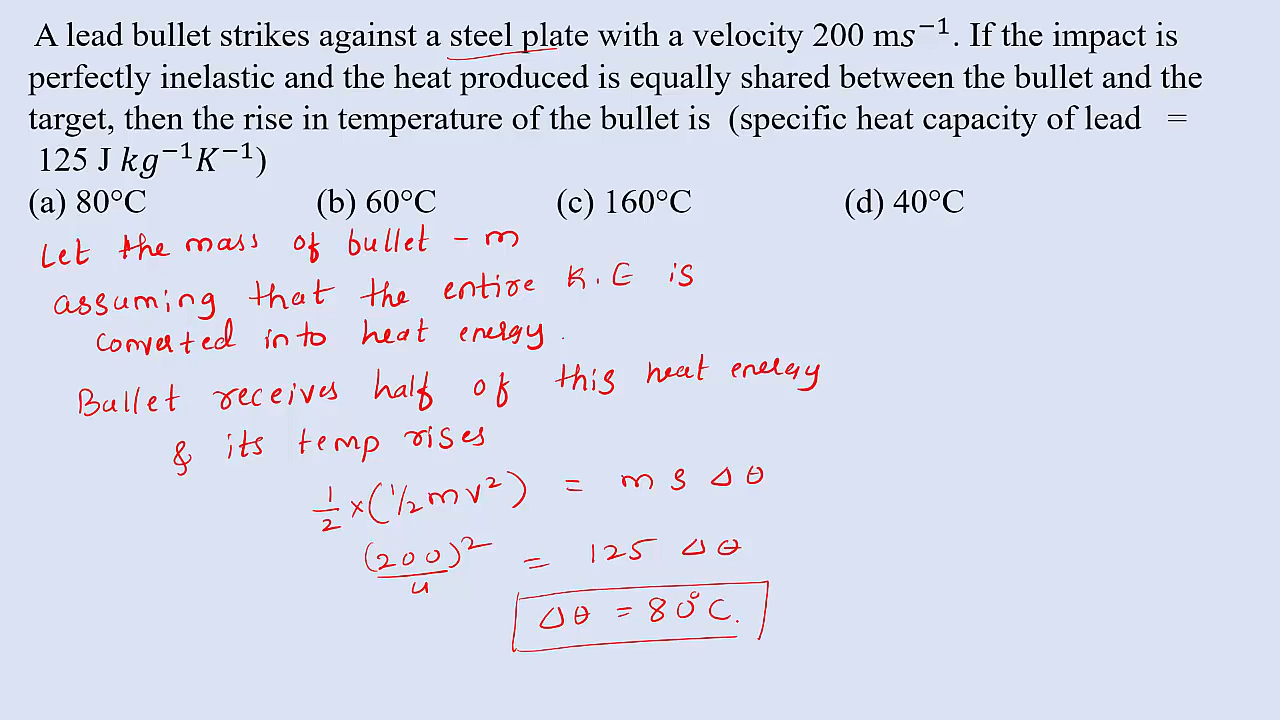 A lead bullet strikes against a steel plate with a velocity 200 ms⁻¹. If the impact is
perfectly inelastic and the heat produced is equally shared between the bullet and the
target, then the rise in temperature of the bullet is (specific heat capacity of lead =
125 J kg⁻¹K⁻¹)
(a) 80°C (b) 60°C (c) 160°C (d) 40°C
Let the mass of bullet - m
assuming that the entire K.E is
converted into heat energy.
Bullet receives half of this heat energy
& its temp rises
1/2 × (1/2 mv²) = m s Δθ
(200)²/4 = 125 Δθ
Δθ = 80°C.